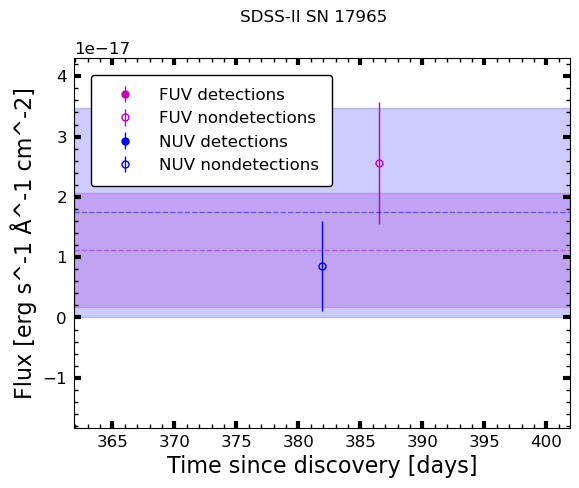 SDSS-II SN 17965
1e−17
4
3
2
1
0
−1
FUV detections
FUV nondetections
NUV detections
NUV nondetections
Flux [erg s^-1 Å^-1 cm^-2]
365 370 375 380 385 390 395 400
Time since discovery [days]